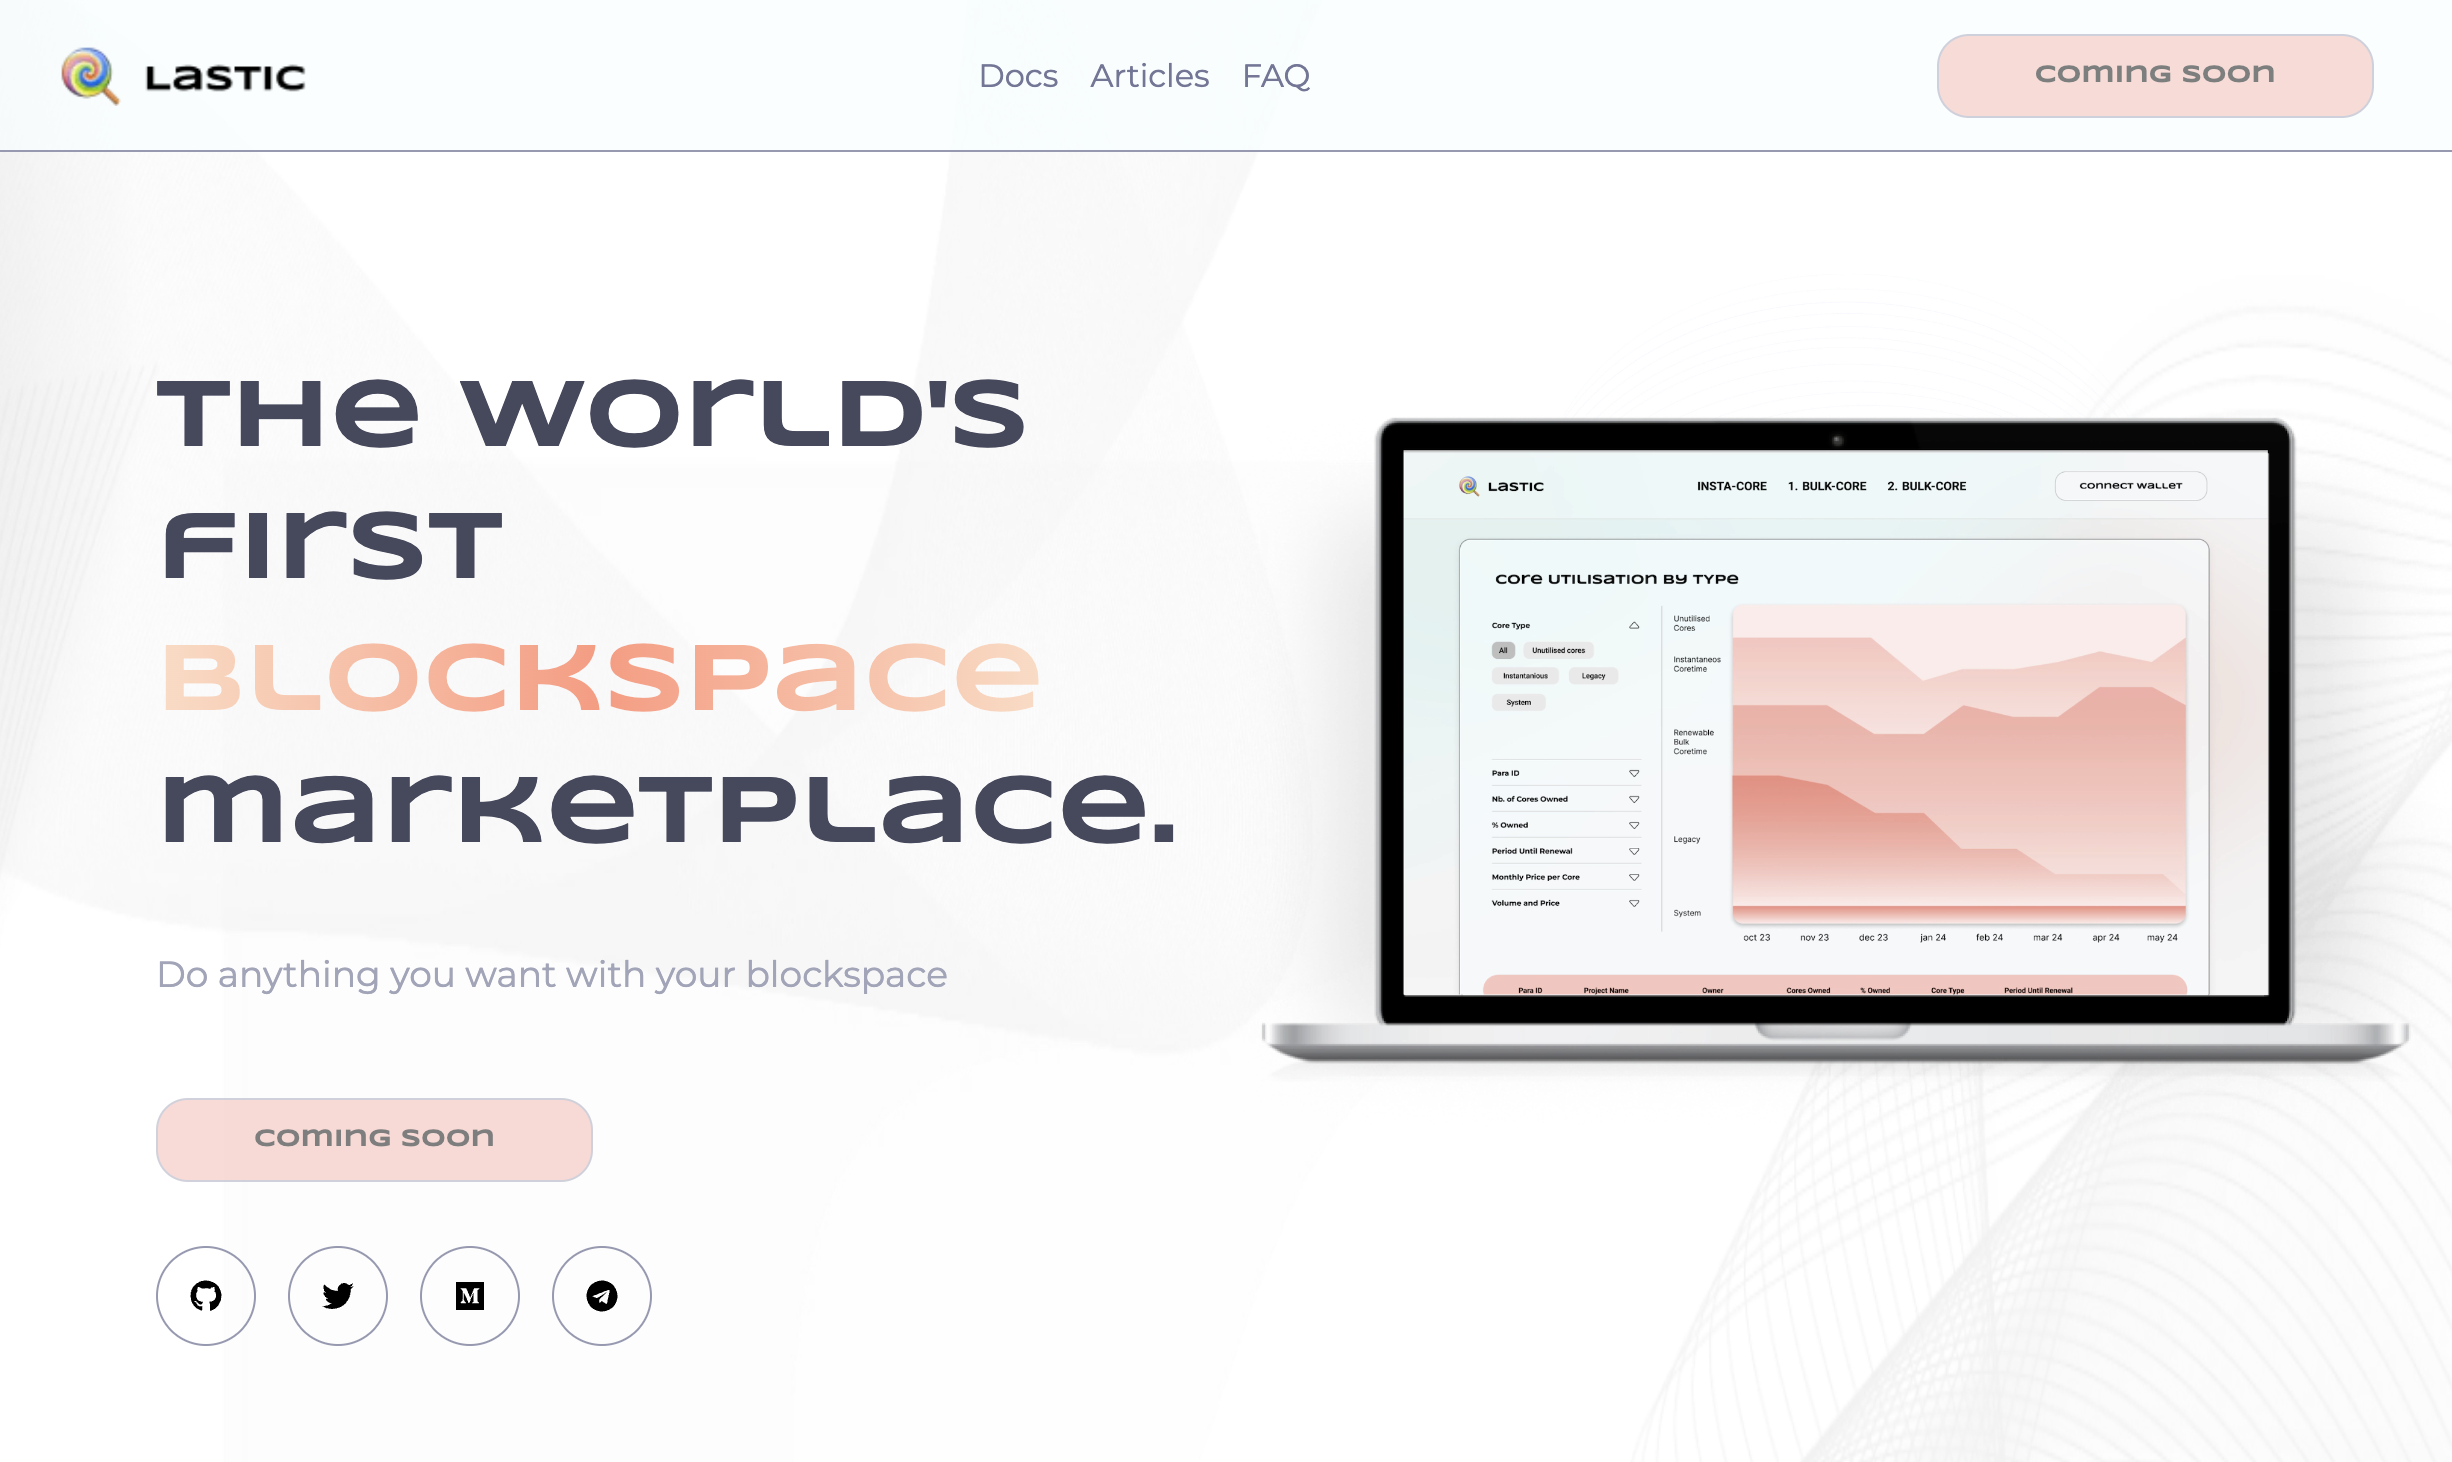 Lastic
Docs Articles FAQ
coming soon
The World's
First
Blockspace
Marketplace.
Do anything you want with your blockspace
coming soon
Lastic
INSTA-CORE 1. BULK-CORE 2. BULK-CORE
connect wallet
core utilisation by type
Core Type
All Unutilised cores
Instantanious Legacy
System
Para ID
Nb. of Cores Owned
% Owned
Period Until Renewal
Monthly Price per Core
Volume and Price
Unutilised
Cores
Instantaneos
Coretime
Renewable
Bulk
Coretime
Legacy
System
oct 23 nov 23 dec 23 jan 24 feb 24 mar 24 apr 24 may 24
Para ID Project Name Owner Cores Owned % Owned Core Type Period Until Renewal